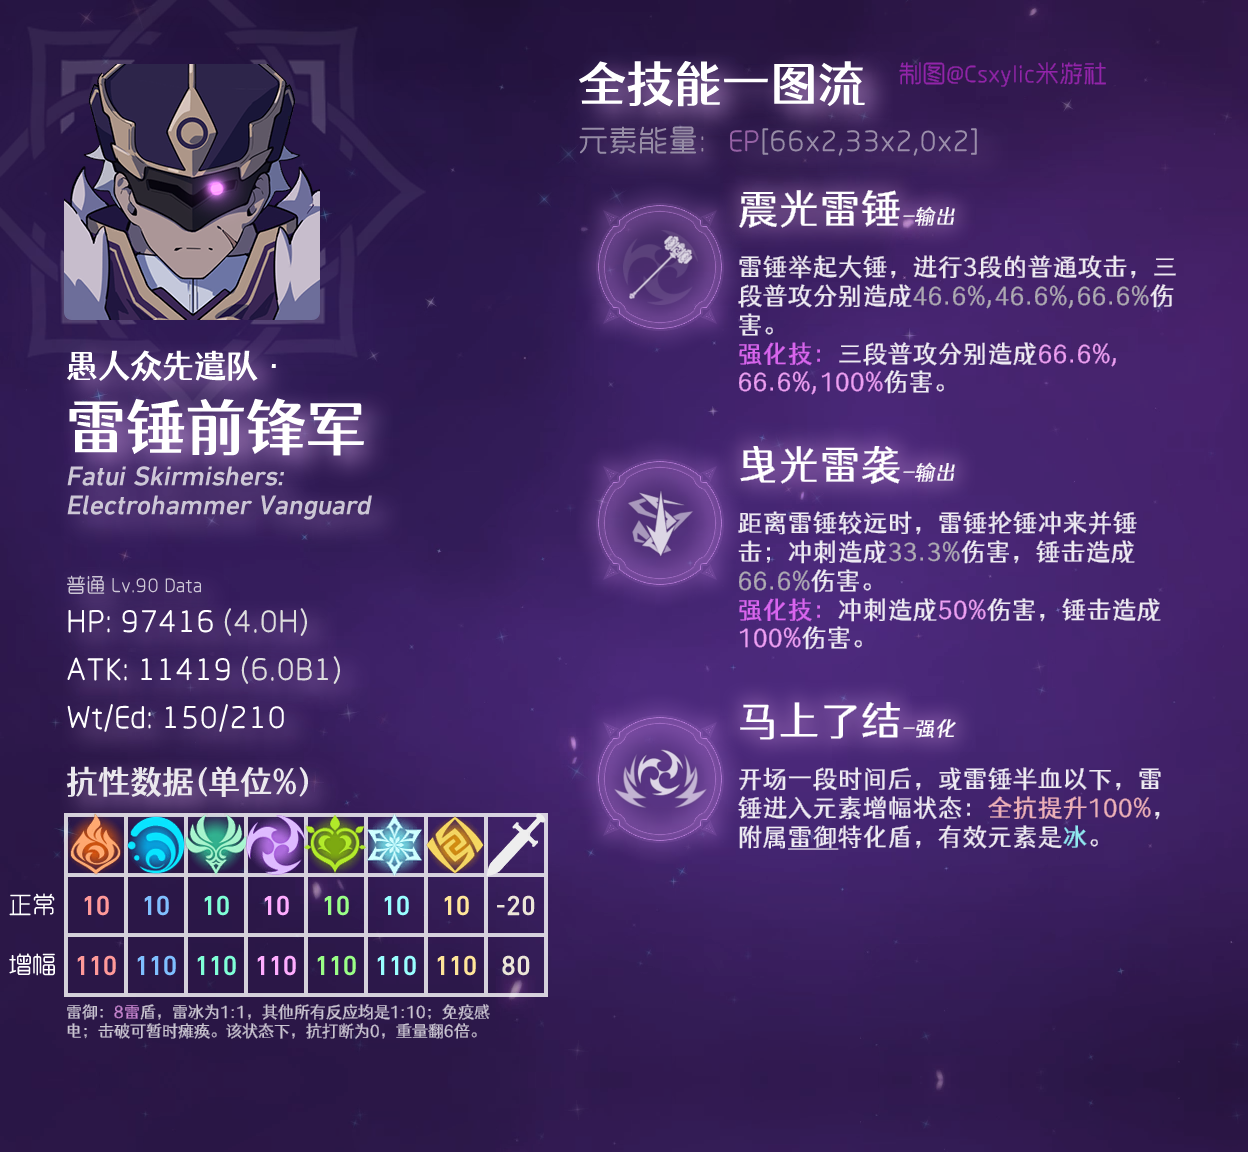 全技能一图流
制图@Csxylic米游社
元素能量： EP[66x2,33x2,0x2]
愚人众先遣队 ·
雷锤前锋军
Fatui Skirmishers:
Electrohammer Vanguard
普通 Lv.90 Data
HP: 97416 (4.0H)
ATK: 11419 (6.0B1)
Wt/Ed: 150/210
抗性数据(单位%)
正常 10 10 10 10 10 10 10 -20
增幅 110 110 110 110 110 110 110 80
雷御：8雷盾，雷冰为1:1，其他所有反应均是1:10；免疫感
电；击破可暂时瘫痪。该状态下，抗打断为0，重量翻6倍。
震光雷锤-输出
雷锤举起大锤，进行3段的普通攻击，三
段普攻分别造成46.6%,46.6%,66.6%伤
害。
强化技：三段普攻分别造成66.6%,
66.6%,100%伤害。
曳光雷袭-输出
距离雷锤较远时，雷锤抡锤冲来并锤
击；冲刺造成33.3%伤害，锤击造成
66.6%伤害。
强化技：冲刺造成50%伤害，锤击造成
100%伤害。
马上了结-强化
开场一段时间后，或雷锤半血以下，雷
锤进入元素增幅状态：全抗提升100%，
附属雷御特化盾，有效元素是冰。